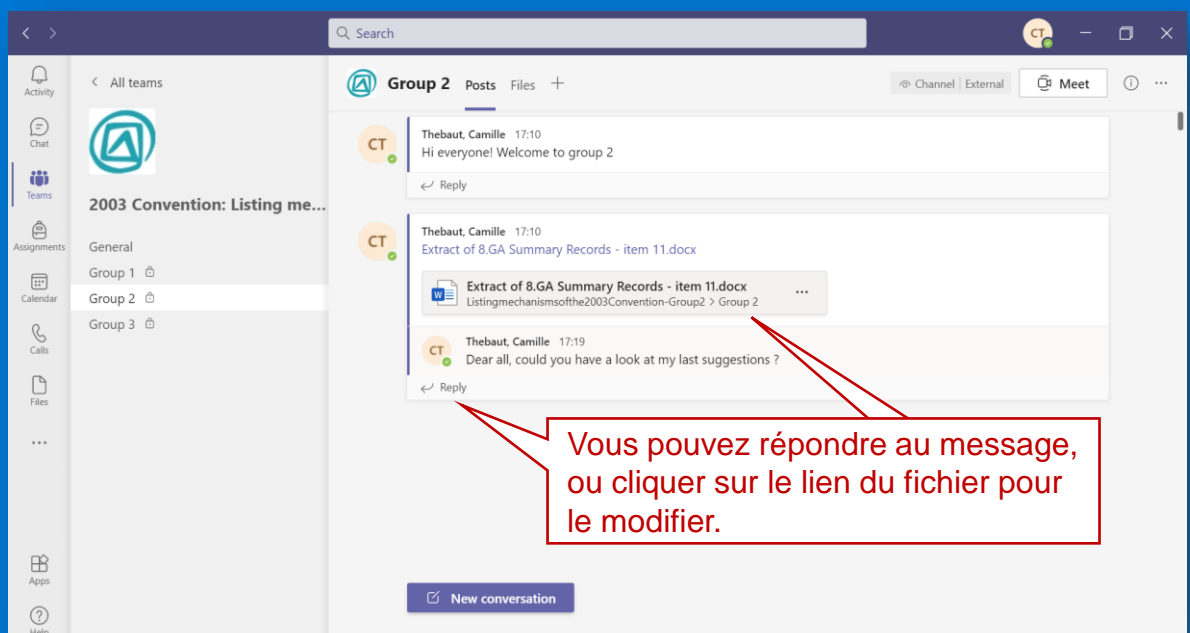 Search
CT
Activity
Chat
Teams
Assignments
Calendar
Calls
Files
Apps
Help
All teams
2003 Convention: Listing me...
General
Group 1
Group 2
Group 3
Group 2 Posts Files
Channel External
Meet
CT
Thebaut, Camille 17:10
Hi everyone! Welcome to group 2
Reply
CT
Thebaut, Camille 17:10
Extract of 8.GA Summary Records - item 11.docx
Extract of 8.GA Summary Records - item 11.docx
Listingmechanismsofthe2003Convention-Group2 > Group 2
CT
Thebaut, Camille 17:19
Dear all, could you have a look at my last suggestions ?
Reply
Vous pouvez répondre au message,
ou cliquer sur le lien du fichier pour
le modifier.
New conversation